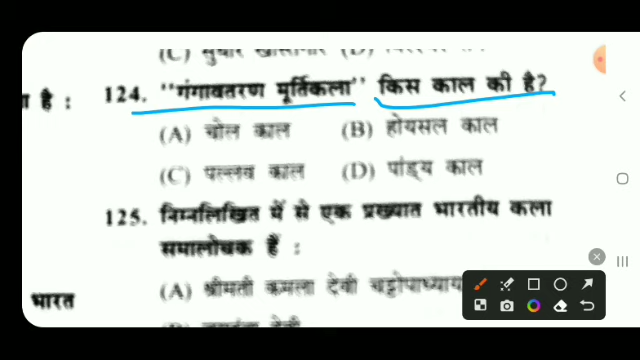 ा है :
124. ''गंगावतरण मूर्तिकला'' किस काल की है?
(A) चोल काल (B) होयसल काल
(C) पल्लव काल (D) पांड्य काल
125. निम्नलिखित में से एक प्रख्यात भारतीय कला
समालोचक हैं :
भारत
(A) श्रीमती कमला देवी चट्टोपाध्याय